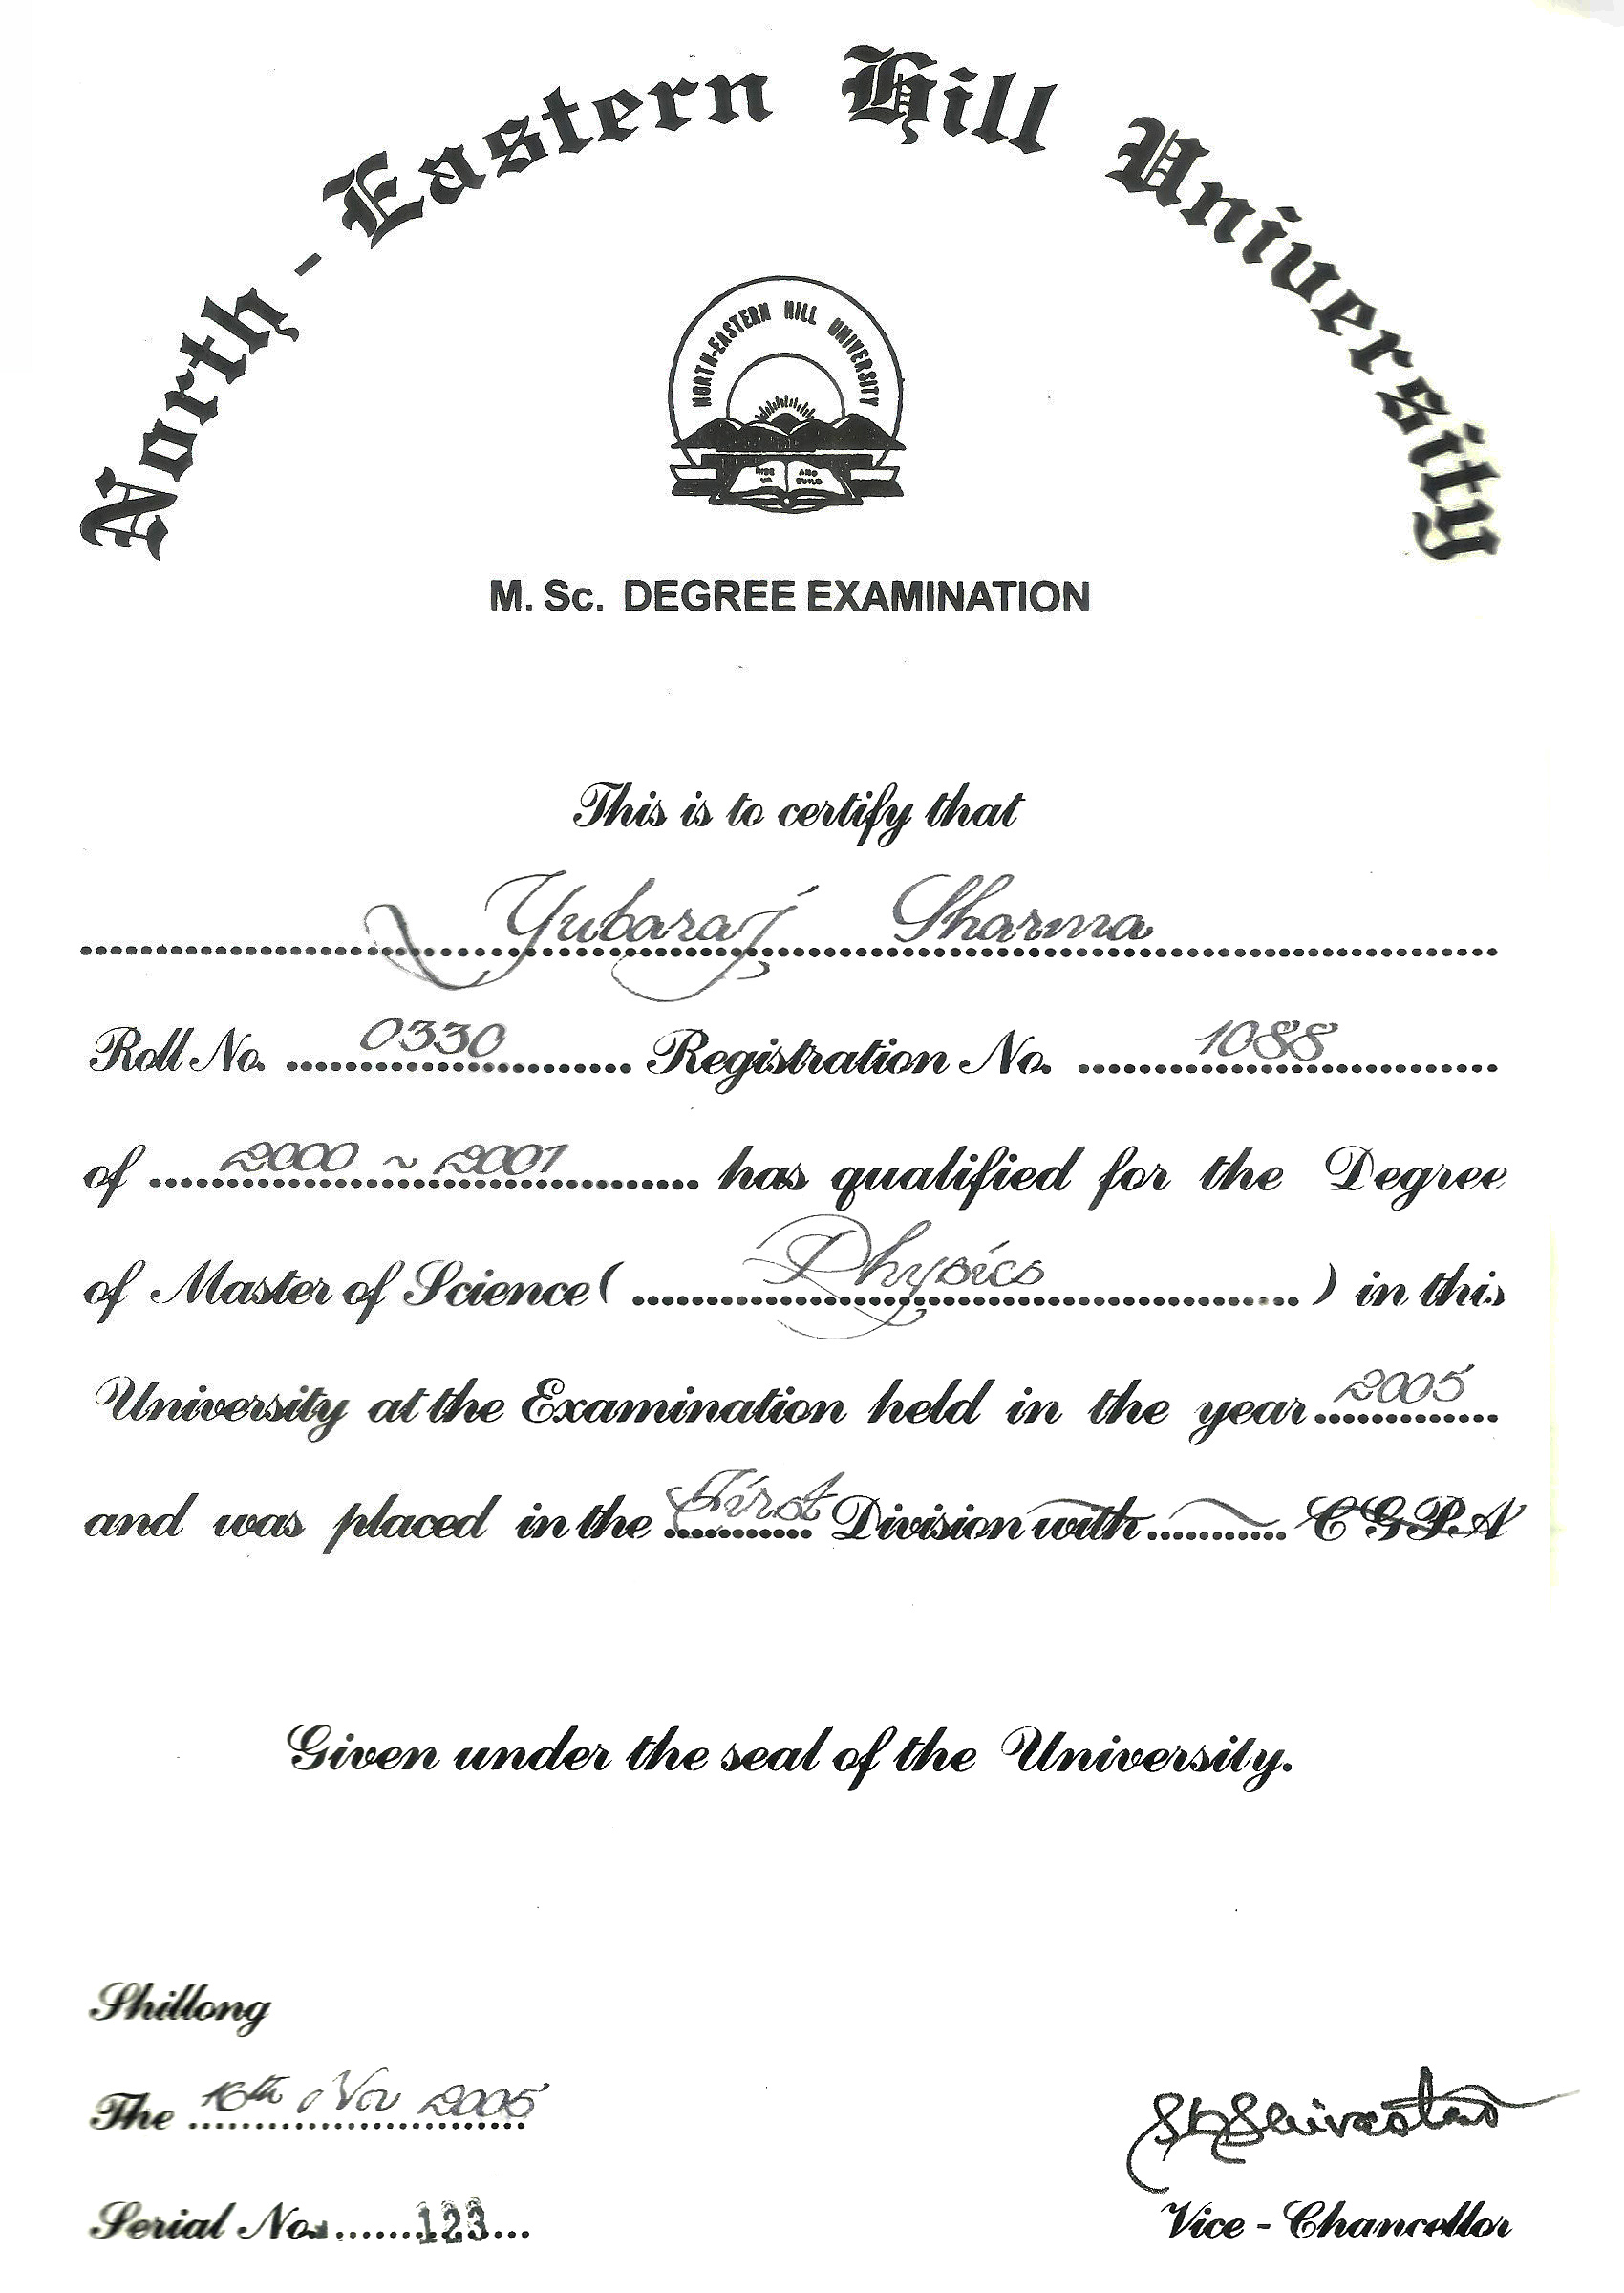 North - Eastern Hill University
NORTH-EASTERN HILL UNIVERSITY
RISE AND
UP BUILD
M. Sc. DEGREE EXAMINATION
This is to certify that
Yubaraj Sharma
Roll No. 0330 Registration No. 1088
of 2000 ~ 2001 has qualified for the Degree
of Master of Science ( Physics ) in this
University at the Examination held in the year 2005
and was placed in the First Division with ............ C G P A
Given under the seal of the University.
Shillong
The 16th Nov 2005
Serial No. 123
Vice - Chancellor